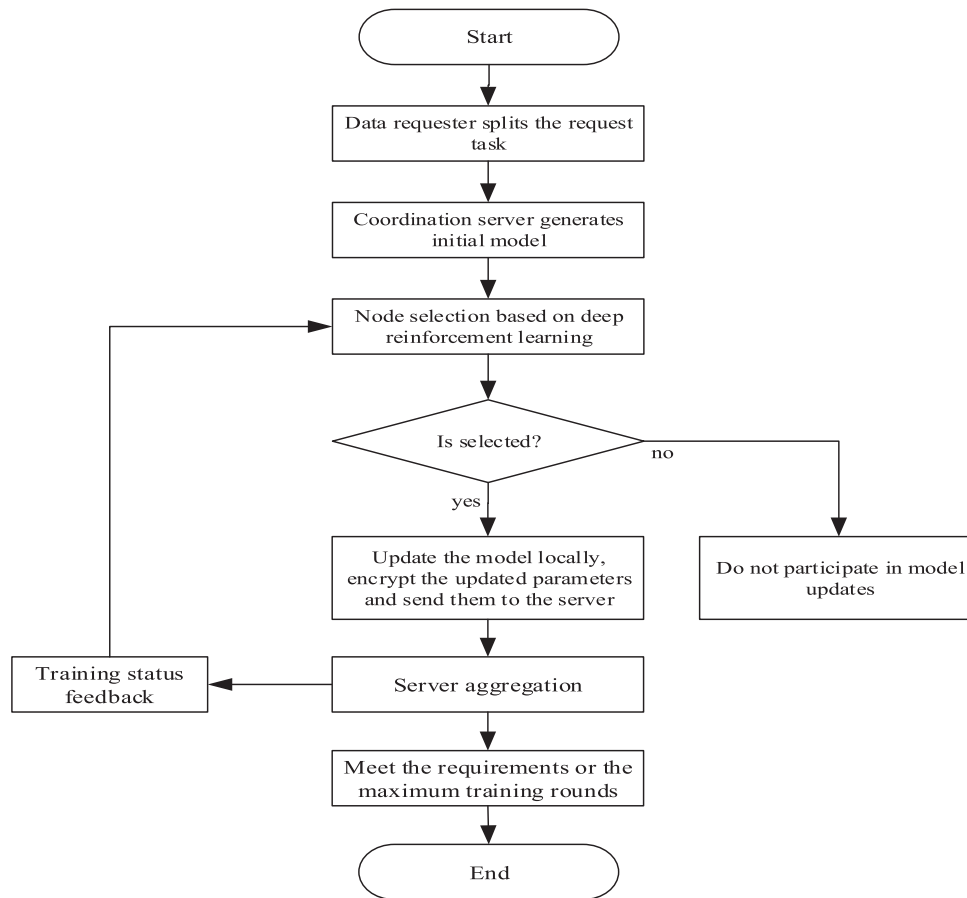 Start
Data requester splits the request
task
Coordination server generates
initial model
Node selection based on deep
reinforcement learning
Is selected?
no
yes
Update the model locally,
encrypt the updated parameters
and send them to the server
Do not participate in model
updates
Training status
feedback
Server aggregation
Meet the requirements or the
maximum training rounds
End